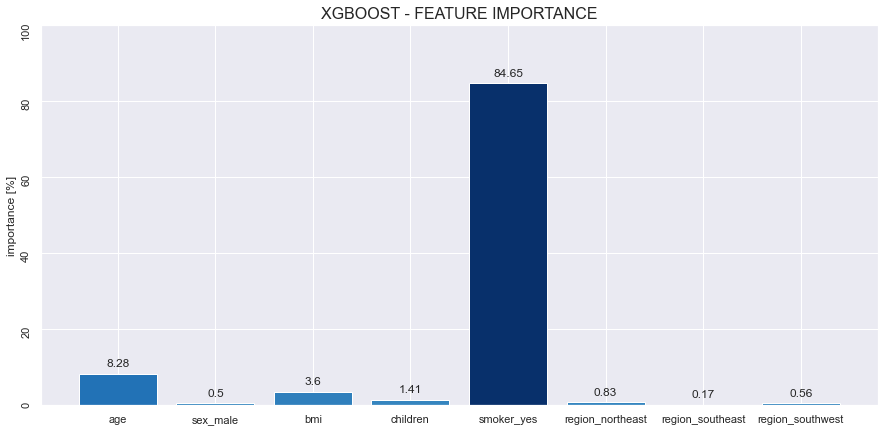 XGBOOST - FEATURE IMPORTANCE
importance [%]
100
80
60
40
20
0
8.28
0.5
3.6
1.41
84.65
0.83
0.17
0.56
age
sex_male
bmi
children
smoker_yes
region_northeast
region_southeast
region_southwest